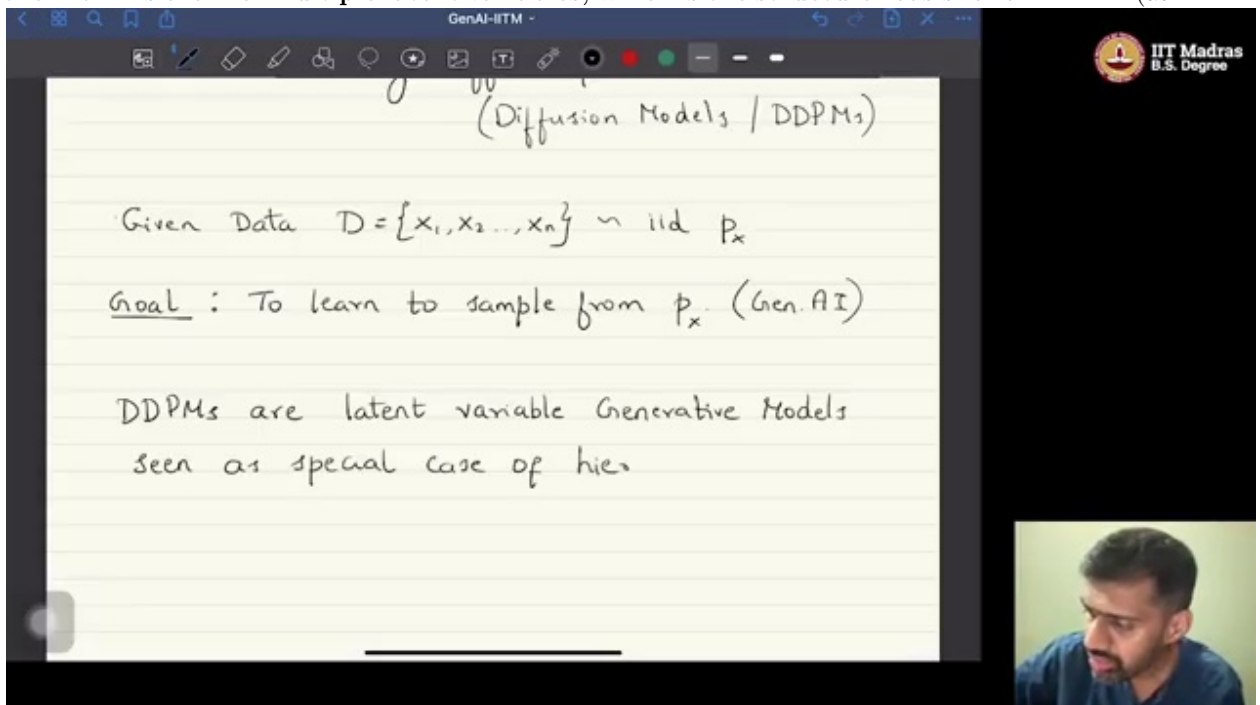 GenAI-IITM
IIT Madras
B.S. Degree
(Diffusion Models / DDPMs)
Given Data D = {x₁, x₂ .., xₙ} ~ iid pₓ
Goal : To learn to sample from pₓ. (Gen. AI)
DDPMs are latent variable Generative Models
seen as special case of hie